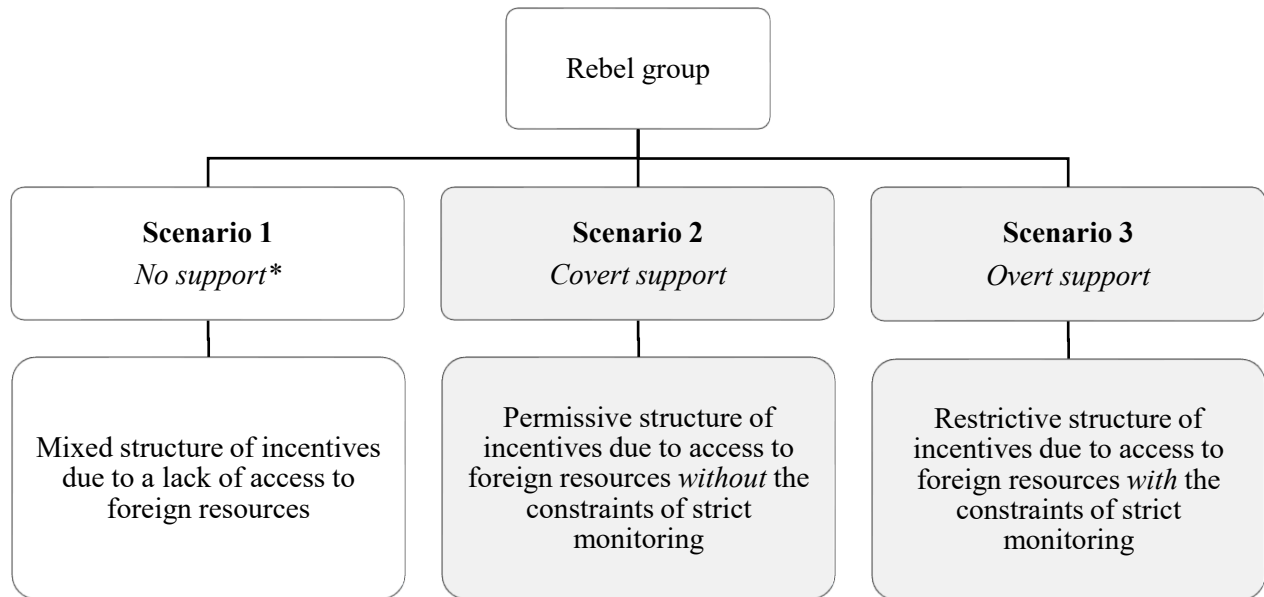 Rebel group
Scenario 1
No support*
Scenario 2
Covert support
Scenario 3
Overt support
Mixed structure of incentives
due to a lack of access to
foreign resources
Permissive structure of
incentives due to access to
foreign resources without the
constraints of strict
monitoring
Restrictive structure of
incentives due to access to
foreign resources with the
constraints of strict
monitoring